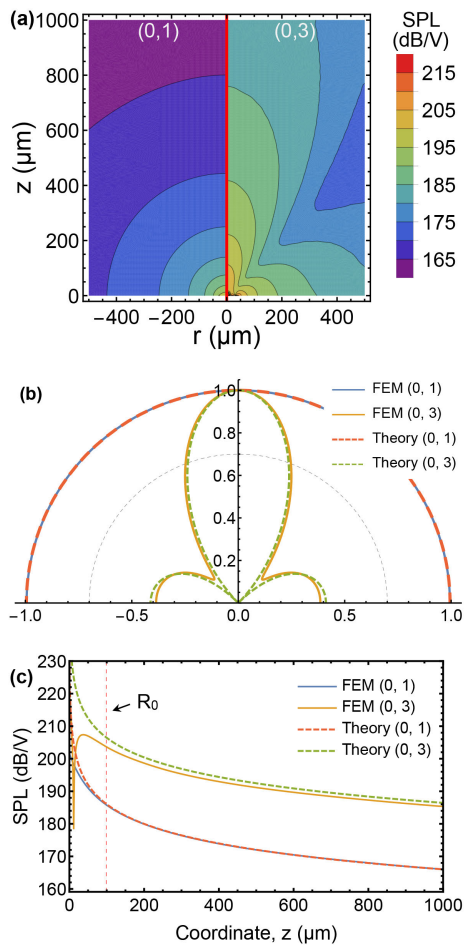 (a)
(0,1) (0,3)
SPL
(dB/V)
1000
800
600
400
200
0
z (µm)
−400 −200 0 200 400
r (µm)
215
205
195
185
175
165
(b)
FEM (0, 1)
FEM (0, 3)
Theory (0, 1)
Theory (0, 3)
1.0
0.8
0.6
0.4
0.2
-1.0 -0.5 0.0 0.5 1.0
(c)
230
220
210
200
190
180
170
160
SPL (dB/V)
R0
FEM (0, 1)
FEM (0, 3)
Theory (0, 1)
Theory (0, 3)
0 200 400 600 800 1000
Coordinate, z (µm)